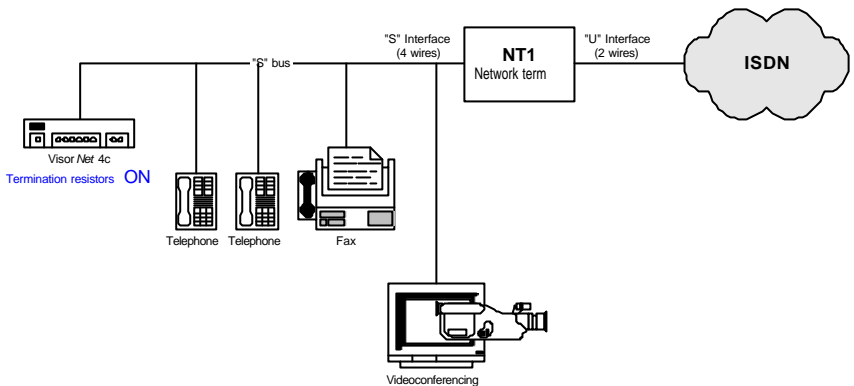 "S" Interface
(4 wires)
NT1
Network term
"U" Interface
(2 wires)
ISDN
"S" bus
Visor Net 4c
Termination resistors ON
Telephone
Telephone
Fax
Videoconferencing